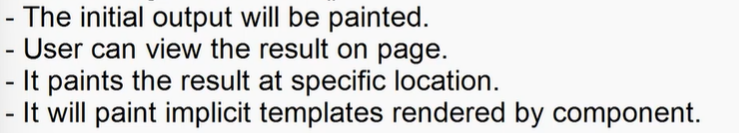 - The initial output will be painted.
- User can view the result on page.
- It paints the result at specific location.
- It will paint implicit templates rendered by component.